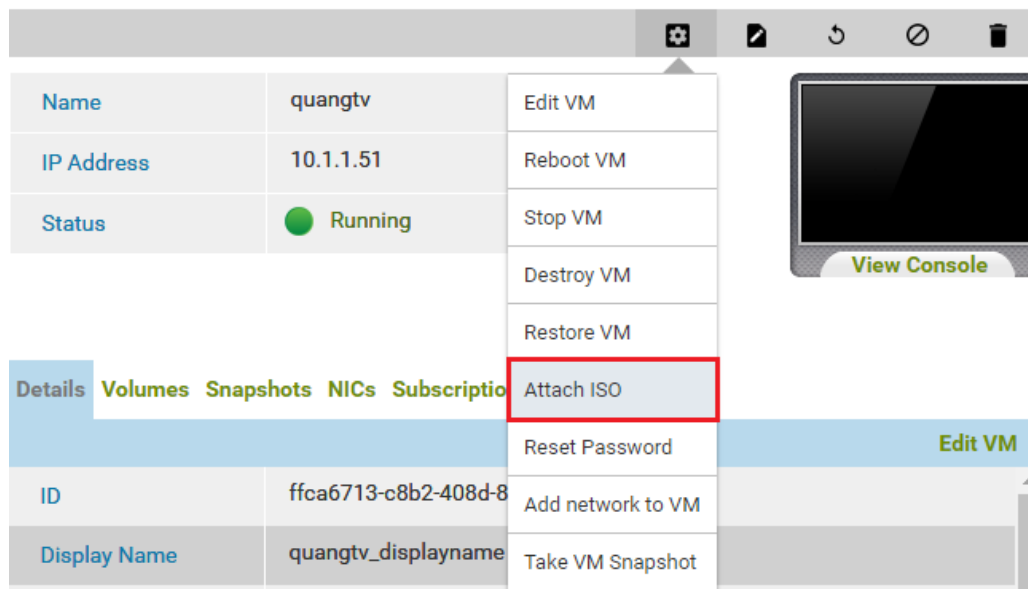 Name quangtv
IP Address 10.1.1.51
Status Running
Edit VM
Reboot VM
Stop VM
Destroy VM
Restore VM
Attach ISO
Reset Password
Add network to VM
Take VM Snapshot
View Console
Details Volumes Snapshots NICs Subscriptio
Edit VM
ID ffca6713-c8b2-408d-8
Display Name quangtv_displayname